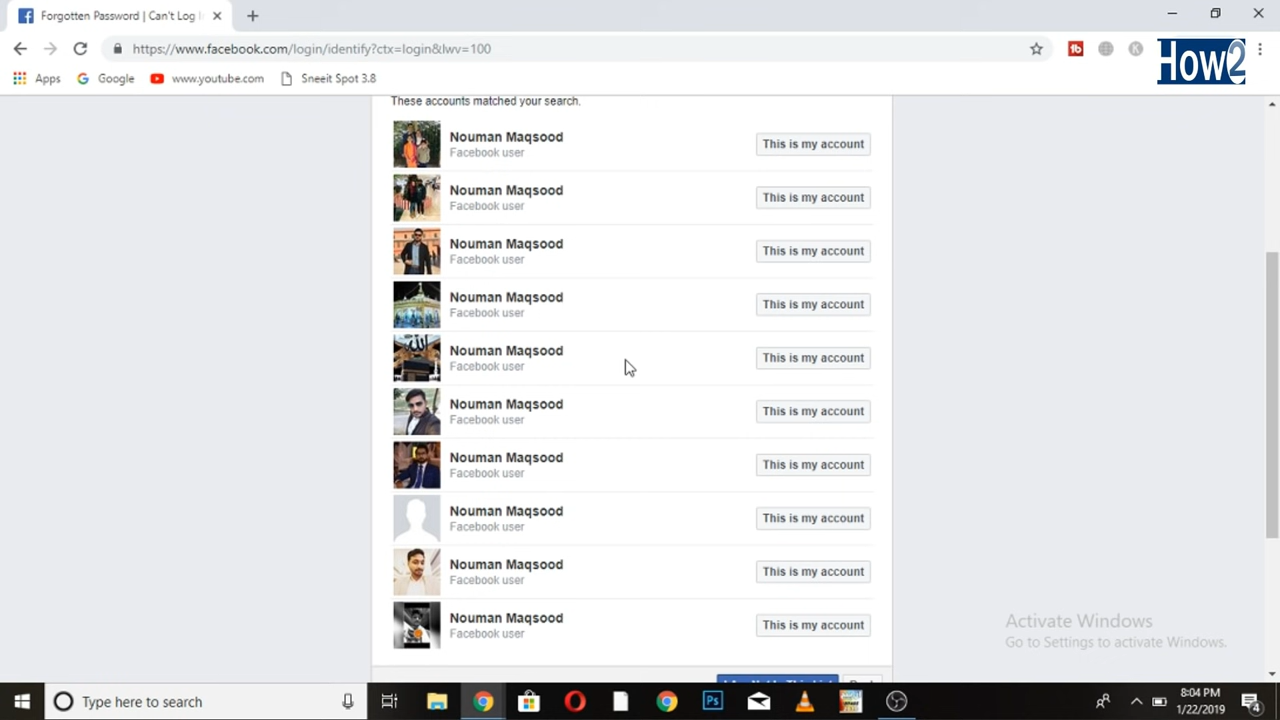 Forgotten Password | Can't Log
https://www.facebook.com/login/identify?ctx=login&lwv=100
How2
Apps
Google
www.youtube.com
Sneeit Spot 3.8
These accounts matched your search.
Nouman Maqsood
Facebook user
This is my account
Nouman Maqsood
Facebook user
This is my account
Nouman Maqsood
Facebook user
This is my account
Nouman Maqsood
Facebook user
This is my account
Nouman Maqsood
Facebook user
This is my account
Nouman Maqsood
Facebook user
This is my account
Nouman Maqsood
Facebook user
This is my account
Nouman Maqsood
Facebook user
This is my account
Nouman Maqsood
Facebook user
This is my account
Nouman Maqsood
Facebook user
This is my account
Activate Windows
Go to Settings to activate Windows.
Type here to search
Ps
8:04 PM
1/22/2019
4